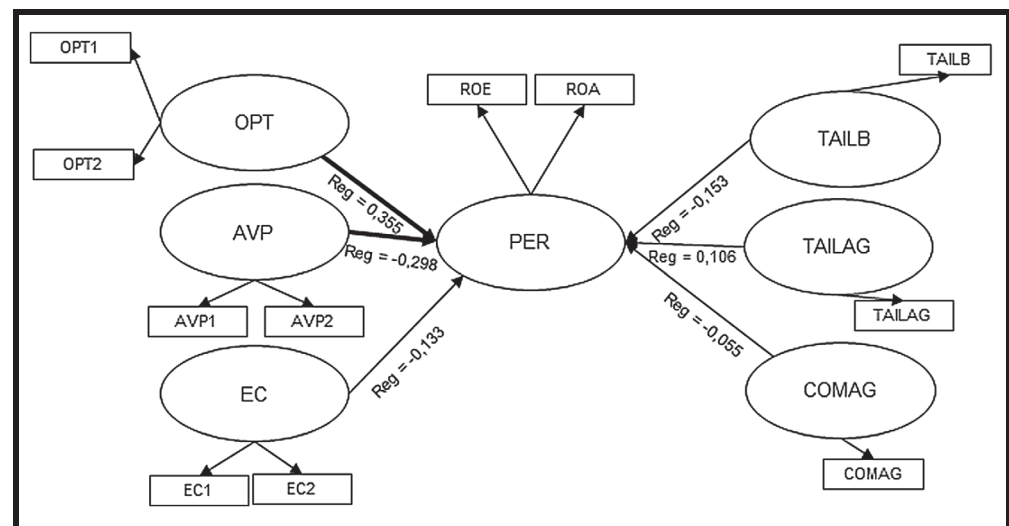 OPT1
OPT
OPT2
Reg = 0,355
AVP
Reg = -0,298
AVP1
AVP2
EC
Reg = -0,133
EC1
EC2
ROE
ROA
PER
TAILB
TAILB
Reg = -0,153
TAILAG
Reg = 0,106
TAILAG
Reg = -0,055
COMAG
COMAG